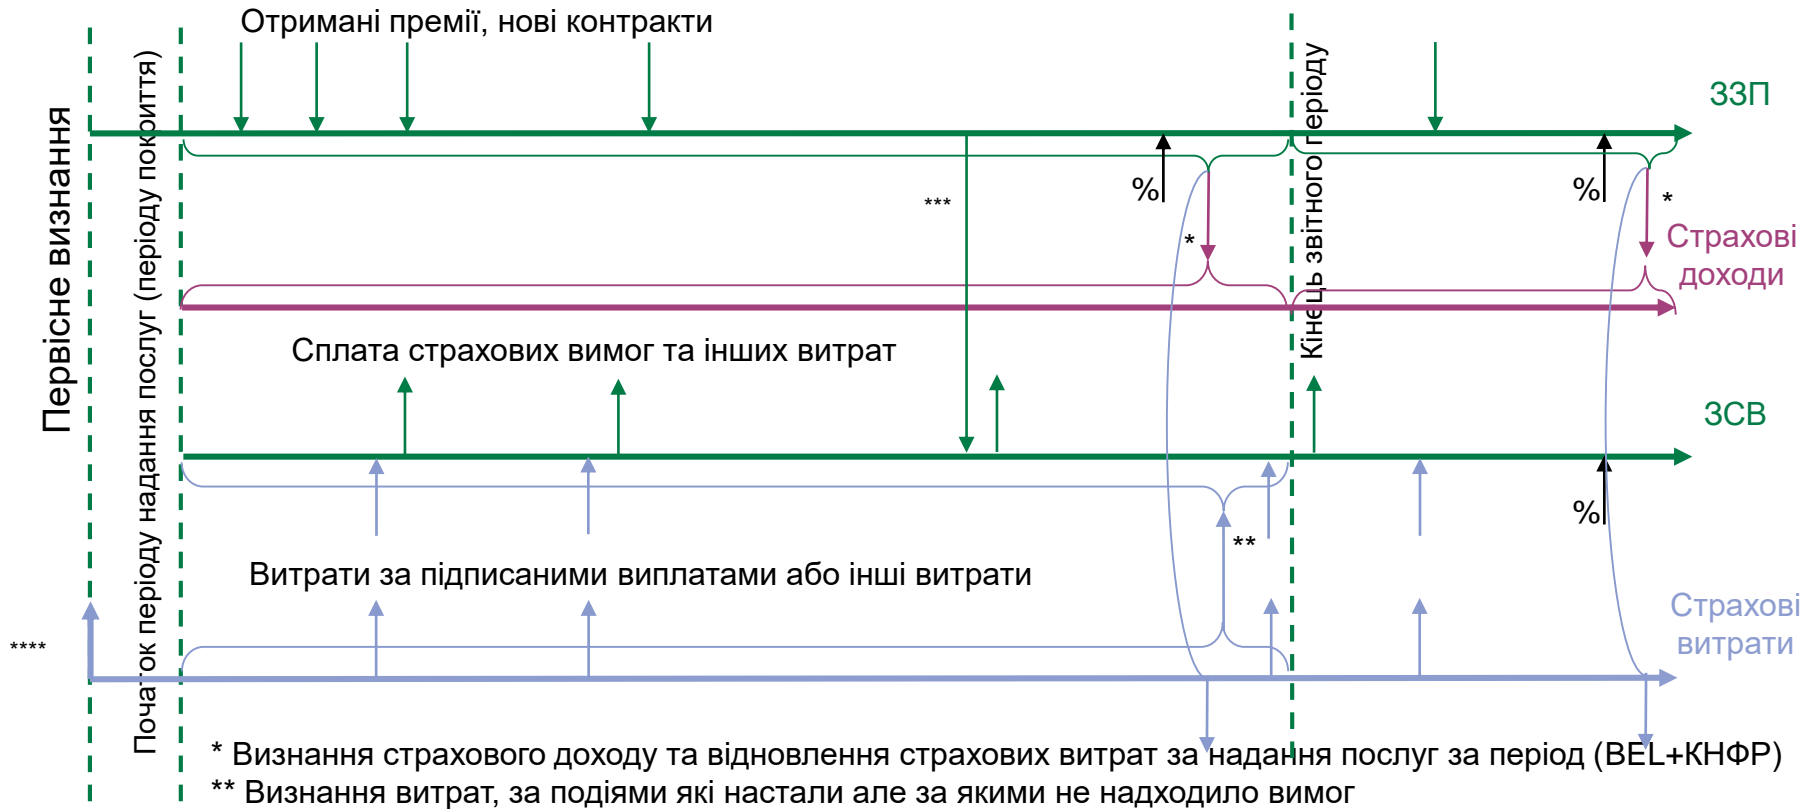 Отримані премії, нові контракти
Первісне визнання
Початок періоду надання послуг (періоду покриття)
Кінець звітного періоду
ЗЗП
%
%
***
*
*
Страхові
доходи
Сплата страхових вимог та інших витрат
ЗСВ
%
**
Витрати за підписаними виплатами або інші витрати
Страхові
витрати
****
* Визнання страхового доходу та відновлення страхових витрат за надання послуг за період (BEL+КНФР)
** Визнання витрат, за подіями які настали але за якими не надходило вимог